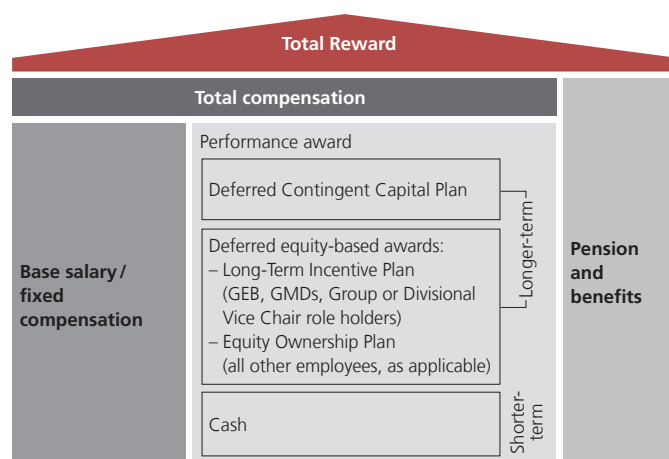 Total Reward
Total compensation
Base salary /
fixed
compensation
Performance award
Deferred Contingent Capital Plan
Deferred equity-based awards:
– Long-Term Incentive Plan
(GEB, GMDs, Group or Divisional
Vice Chair role holders)
– Equity Ownership Plan
(all other employees, as applicable)
Cash
Longer-term
Shorter-
term
Pension
and
benefits